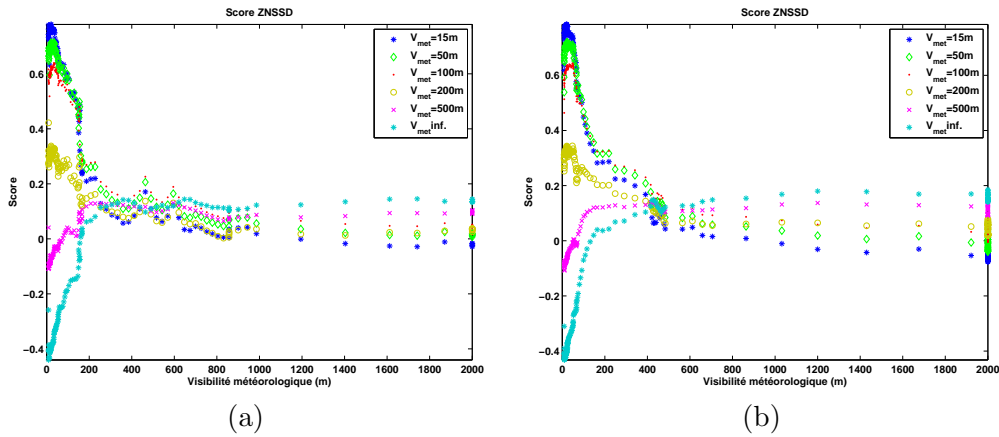 Score ZNSSD
Score
0.6
0.4
0.2
0
−0.2
−0.4
0 200 400 600 800 1000 1200 1400 1600 1800 2000
Visibilité météorologique (m)
V_met=15m
V_met=50m
V_met=100m
V_met=200m
V_met=500m
V_met inf.
(a)
Score ZNSSD
Score
0.6
0.4
0.2
0
−0.2
−0.4
0 200 400 600 800 1000 1200 1400 1600 1800 2000
Visibilité météorologique (m)
V_met=15m
V_met=50m
V_met=100m
V_met=200m
V_met=500m
V_met inf.
(b)